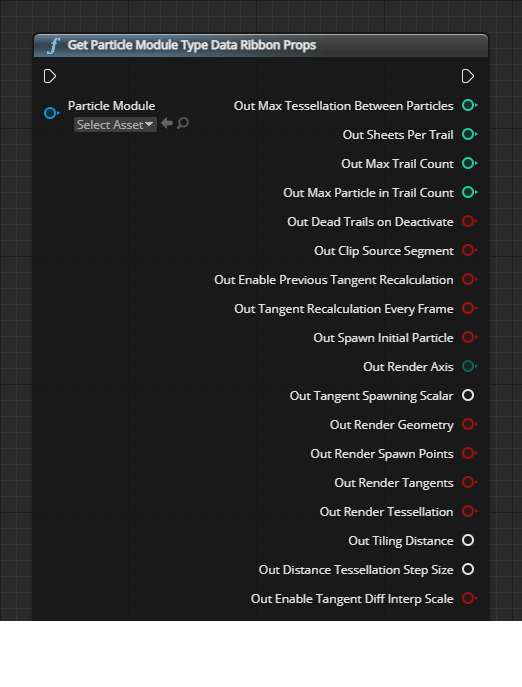 f Get Particle Module Type Data Ribbon Props
Particle Module
Select Asset
Out Max Tessellation Between Particles
Out Sheets Per Trail
Out Max Trail Count
Out Max Particle in Trail Count
Out Dead Trails on Deactivate
Out Clip Source Segment
Out Enable Previous Tangent Recalculation
Out Tangent Recalculation Every Frame
Out Spawn Initial Particle
Out Render Axis
Out Tangent Spawning Scalar
Out Render Geometry
Out Render Spawn Points
Out Render Tangents
Out Render Tessellation
Out Tiling Distance
Out Distance Tessellation Step Size
Out Enable Tangent Diff Interp Scale